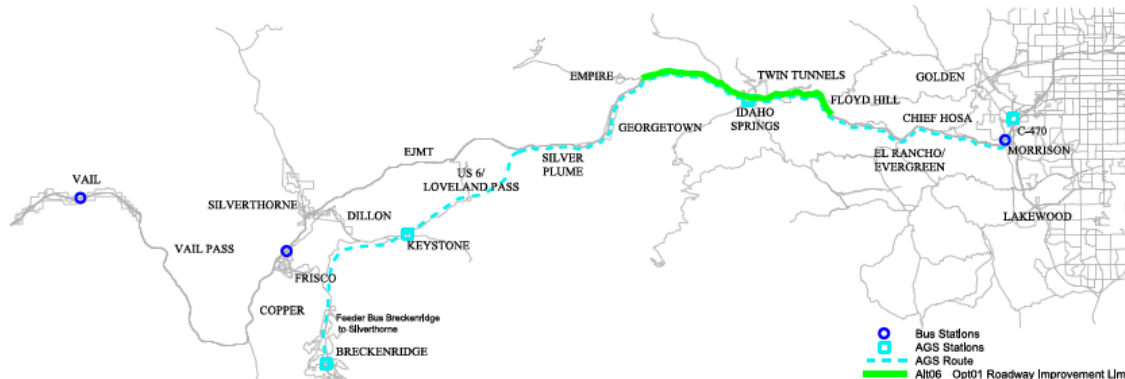 EMPIRE
TWIN TUNNELS
GOLDEN
FLOYD HILL
IDAHO
SPRINGS
CHIEF HOSA
C-470
GEORGETOWN
MORRISON
EJMT
SILVER
PLUME
EL RANCHO/
EVERGREEN
US 6/
LOVELAND PASS
VAIL
SILVERTHORNE
DILLON
LAKEWOOD
VAIL PASS
KEYSTONE
FRISCO
COPPER
Feeder Bus Breckenridge
to Silverthorne
BRECKENRIDGE
Bus Stations
AGS Stations
AGS Route
Alt06 Opt01 Roadway Improvement Lim